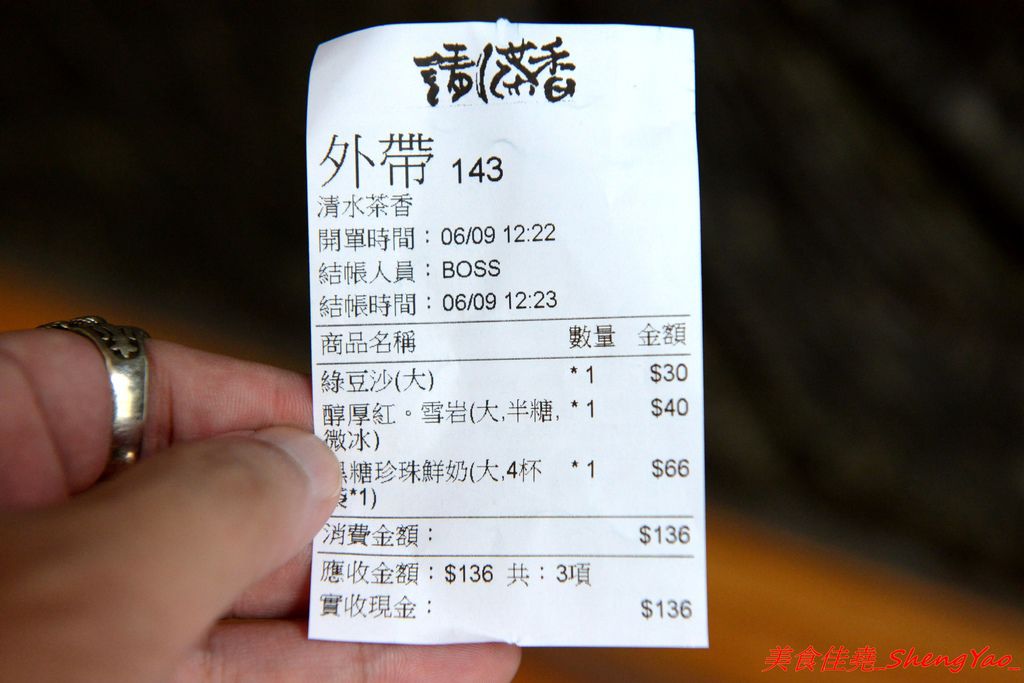 清水茶香
外帶 143
清水茶香
開單時間：06/09 12:22
結帳人員：BOSS
結帳時間：06/09 12:23
商品名稱 數量 金額
綠豆沙(大) *1 $30
醇厚紅。雪岩(大,半糖, *1 $40
微冰)
黑糖珍珠鮮奶(大,4杯 *1 $66
袋*1)
消費金額： $136
應收金額：$136 共：3項
實收現金： $136
美食佳堯_ShengYao_